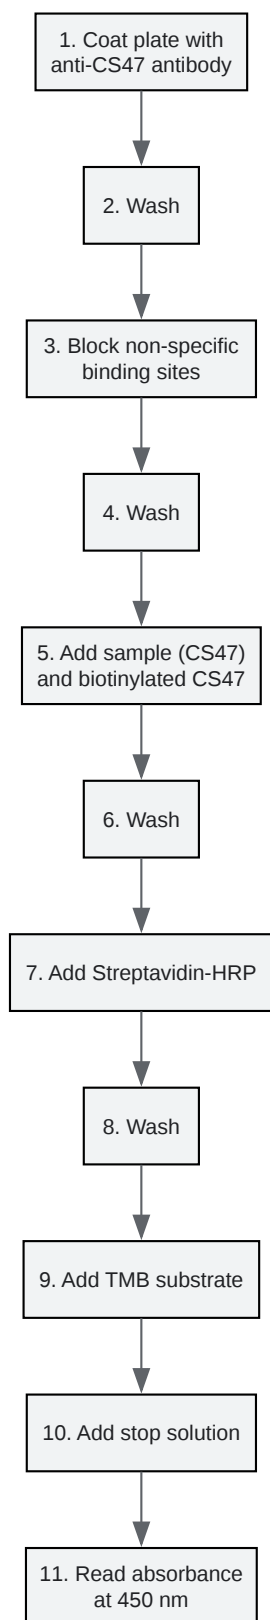 1. Coat plate with
anti-CS47 antibody
2. Wash
3. Block non-specific
binding sites
4. Wash
5. Add sample (CS47)
and biotinylated CS47
6. Wash
7. Add Streptavidin-HRP
8. Wash
9. Add TMB substrate
10. Add stop solution
11. Read absorbance
at 450 nm